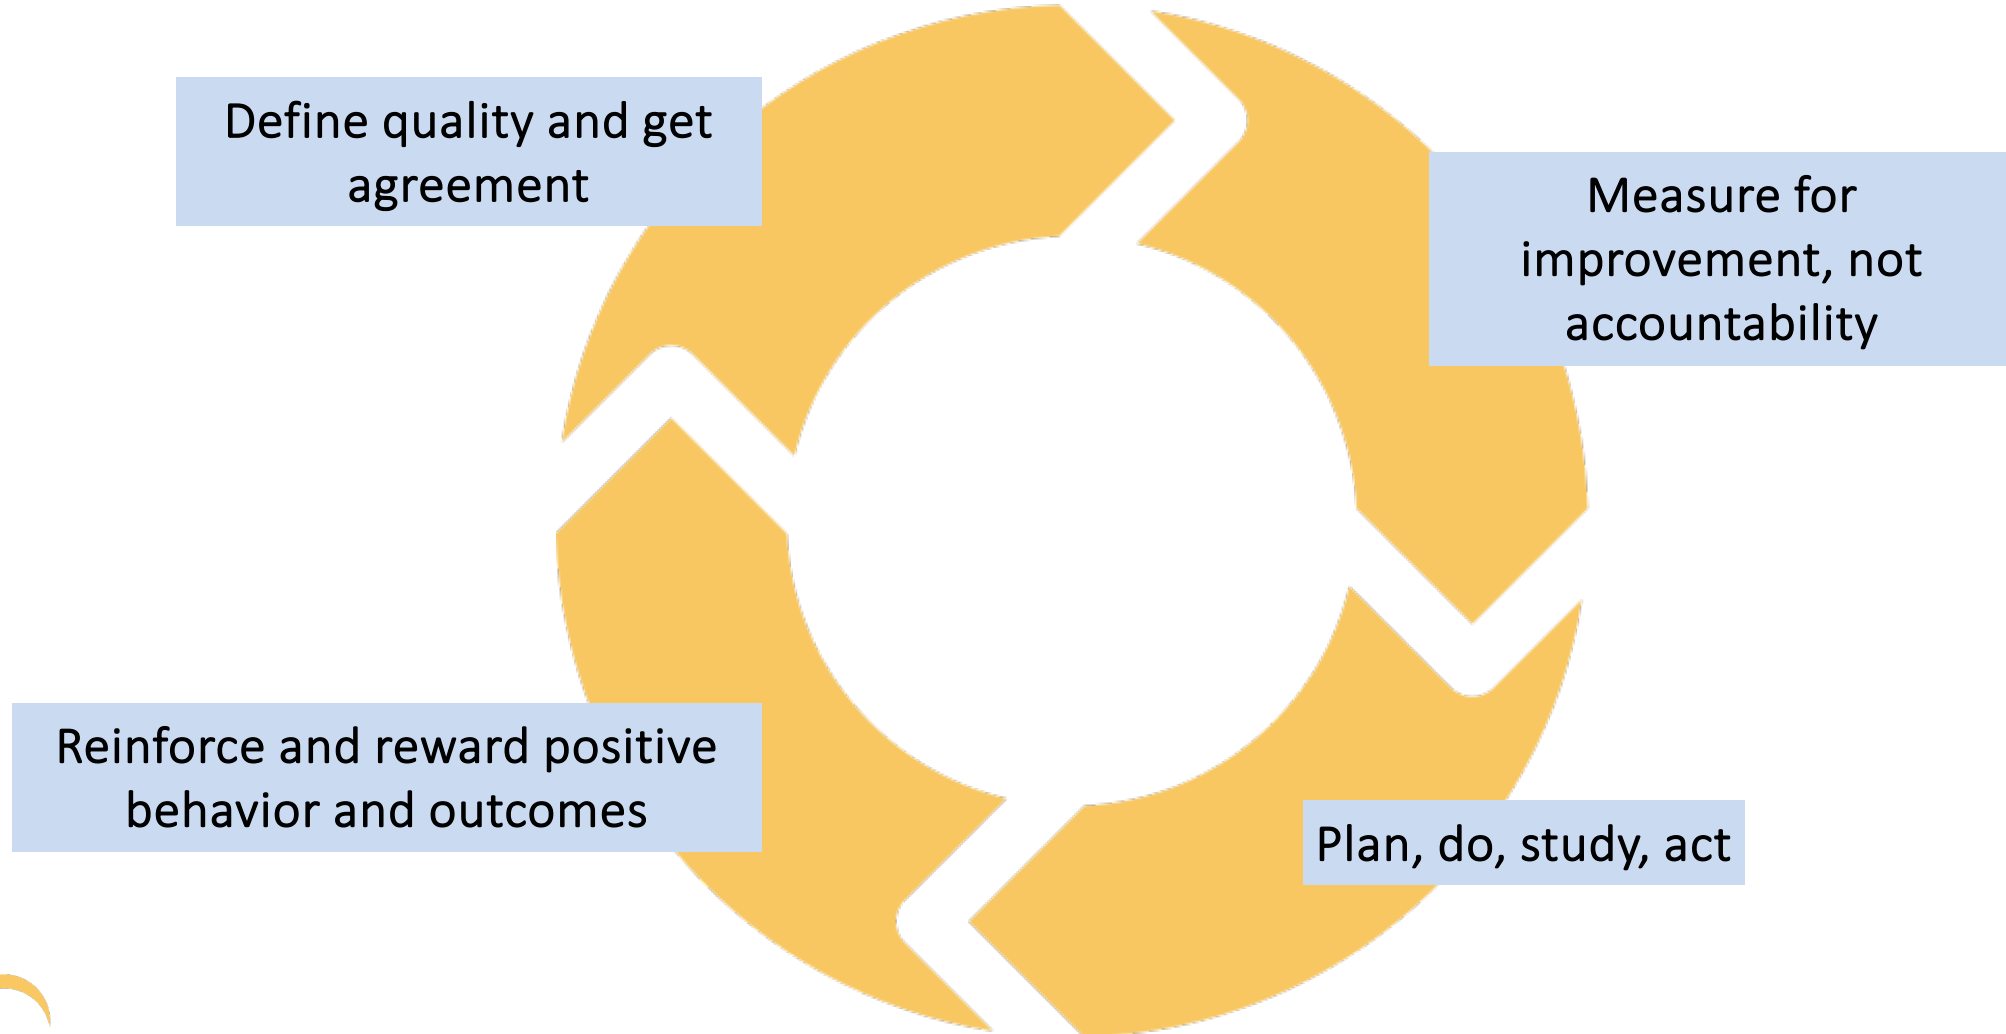 Define quality and get
agreement
Measure for
improvement, not
accountability
Plan, do, study, act
Reinforce and reward positive
behavior and outcomes